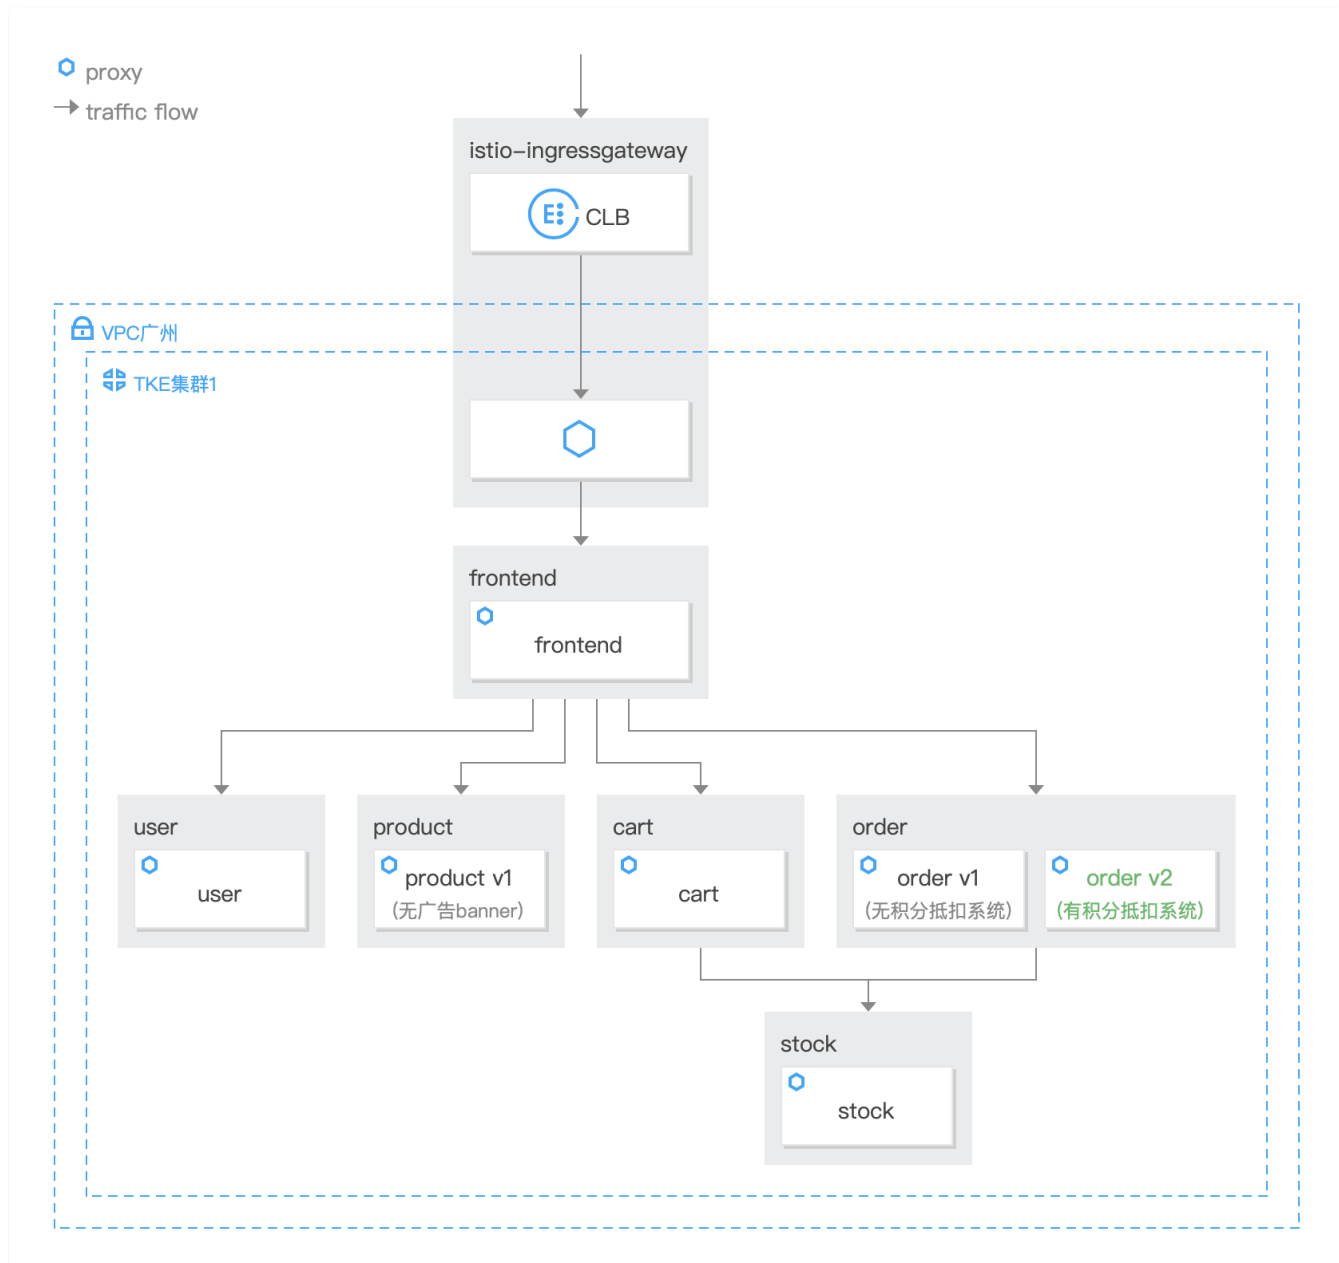 proxy
traffic flow
istio-ingressgateway
CLB
VPC广州
TKE集群1
frontend
frontend
user
user
product
product v1
(无广告banner)
cart
cart
order
order v1
(无积分抵扣系统)
order v2
(有积分抵扣系统)
stock
stock